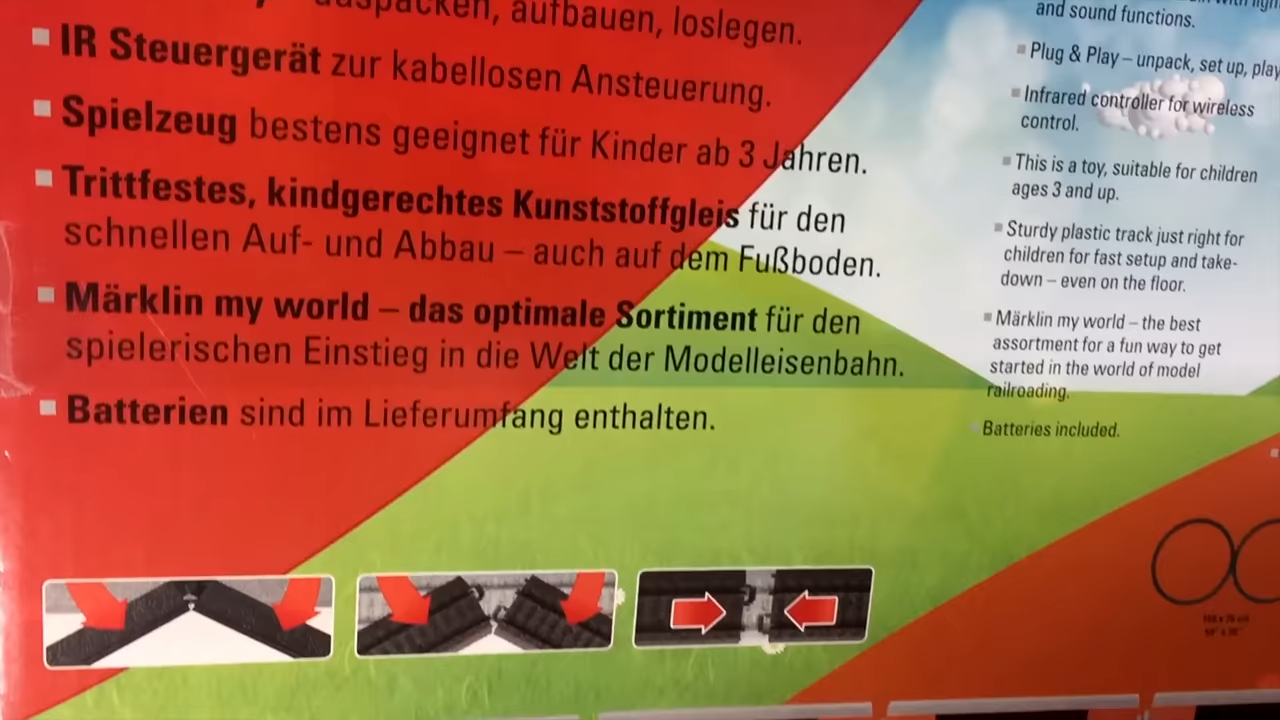 auspacken, aufbauen, loslegen.
IR Steuergerät zur kabellosen Ansteuerung.
Spielzeug bestens geeignet für Kinder ab 3 Jahren.
Trittfestes, kindgerechtes Kunststoffgleis für den
schnellen Auf- und Abbau – auch auf dem Fußboden.
Märklin my world – das optimale Sortiment für den
spielerischen Einstieg in die Welt der Modelleisenbahn.
Batterien sind im Lieferumfang enthalten.
and sound functions.
Plug & Play – unpack, set up, play
Infrared controller for wireless
control.
This is a toy, suitable for children
ages 3 and up.
Sturdy plastic track just right for
children for fast setup and take-
down – even on the floor.
Märklin my world – the best
assortment for a fun way to get
started in the world of model
railroading.
Batteries included.